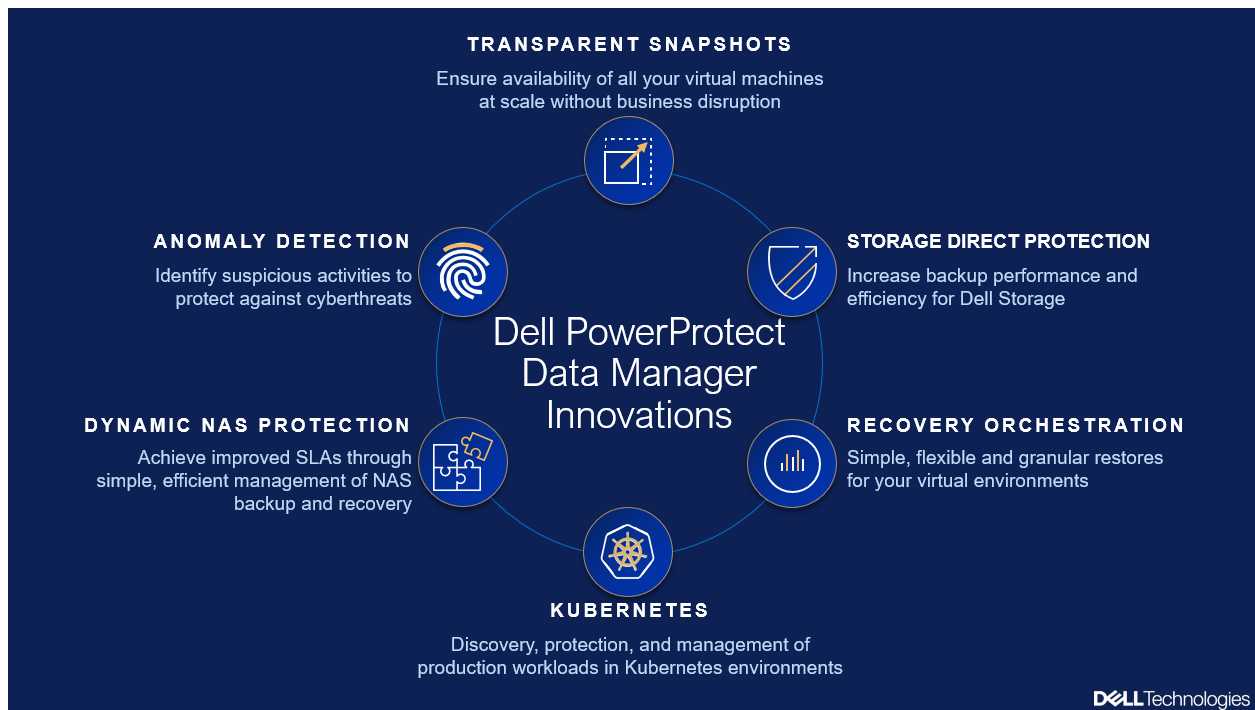 TRANSPARENT SNAPSHOTS
Ensure availability of all your virtual machines
at scale without business disruption
ANOMALY DETECTION
Identify suspicious activities to
protect against cyberthreats
STORAGE DIRECT PROTECTION
Increase backup performance and
efficiency for Dell Storage
Dell PowerProtect
Data Manager
Innovations
DYNAMIC NAS PROTECTION
Achieve improved SLAs through
simple, efficient management of NAS
backup and recovery
RECOVERY ORCHESTRATION
Simple, flexible and granular restores
for your virtual environments
KUBERNETES
Discovery, protection, and management of
production workloads in Kubernetes environments
DELL Technologies